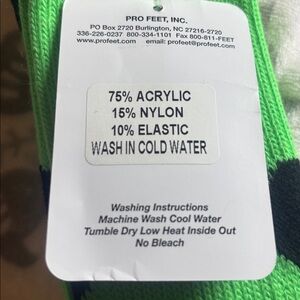 PRO FEET, INC.
PO BOX 2720 Burlington, NC 27216-2720
336-226-0237 800-334-1101 Fax 800-811-FEET
www.profeet.com email: profeet@profeet.com
75% ACRYLIC
15% NYLON
10% ELASTIC
WASH IN COLD WATER
Washing Instructions
Machine Wash Cool Water
Tumble Dry Low Heat Inside Out
No Bleach